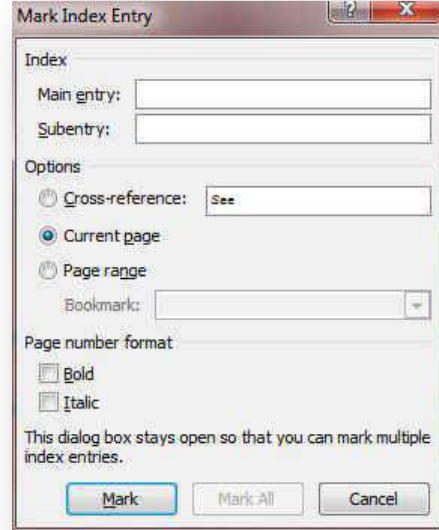 Mark Index Entry
Index
Main entry:
Subentry:
Options
Cross-reference: See
Current page
Page range
Bookmark:
Page number format
Bold
Italic
This dialog box stays open so that you can mark multiple
index entries.
Mark Mark All Cancel